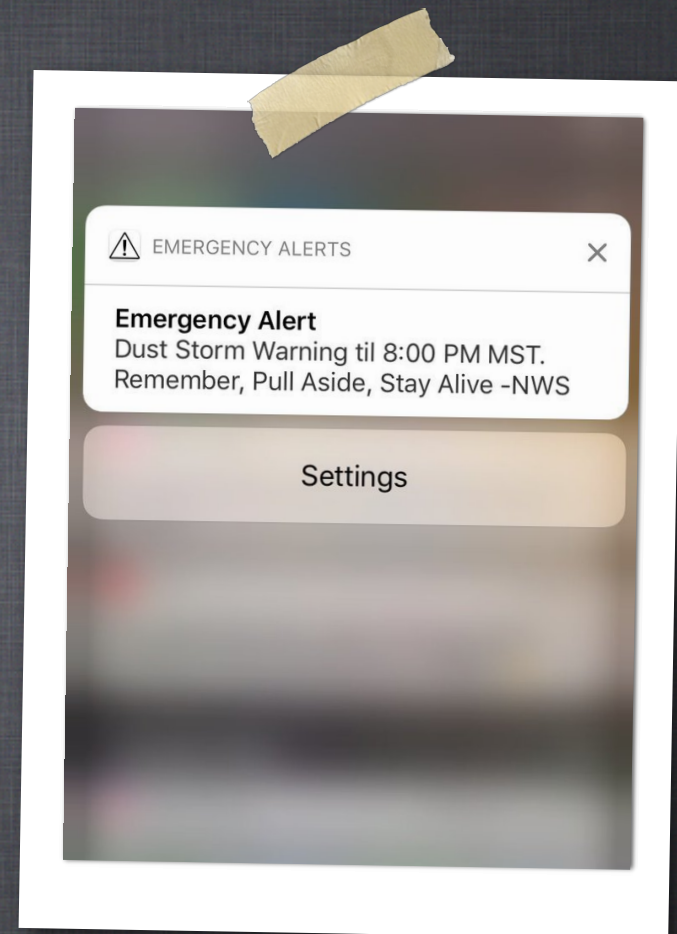 EMERGENCY ALERTS
Emergency Alert
Dust Storm Warning til 8:00 PM MST.
Remember, Pull Aside, Stay Alive -NWS
Settings